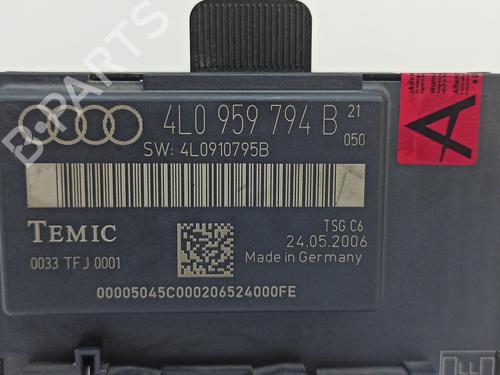 4L0 959 794 B 21
050
SW: 4L0910795B
TEMIC
TSG C6
24.05.2006
0033 TFJ 0001
Made in Germany
00005045C000206524000FE
A
B-PARTS